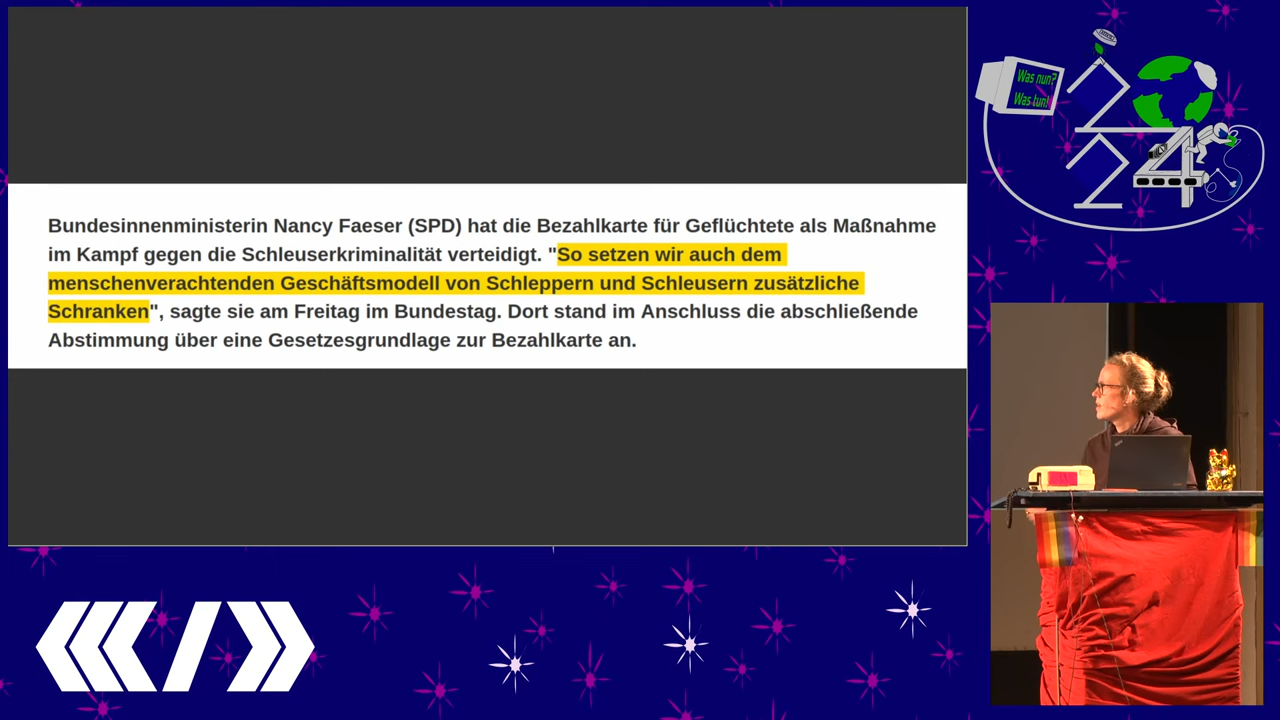 Bundesinnenministerin Nancy Faeser (SPD) hat die Bezahlkarte für Geflüchtete als Maßnahme
im Kampf gegen die Schleuserkriminalität verteidigt. "So setzen wir auch dem
menschenverachtenden Geschäftsmodell von Schleppern und Schleusern zusätzliche
Schranken", sagte sie am Freitag im Bundestag. Dort stand im Anschluss die abschließende
Abstimmung über eine Gesetzesgrundlage zur Bezahlkarte an.
Was nun?
Was tun!
2024